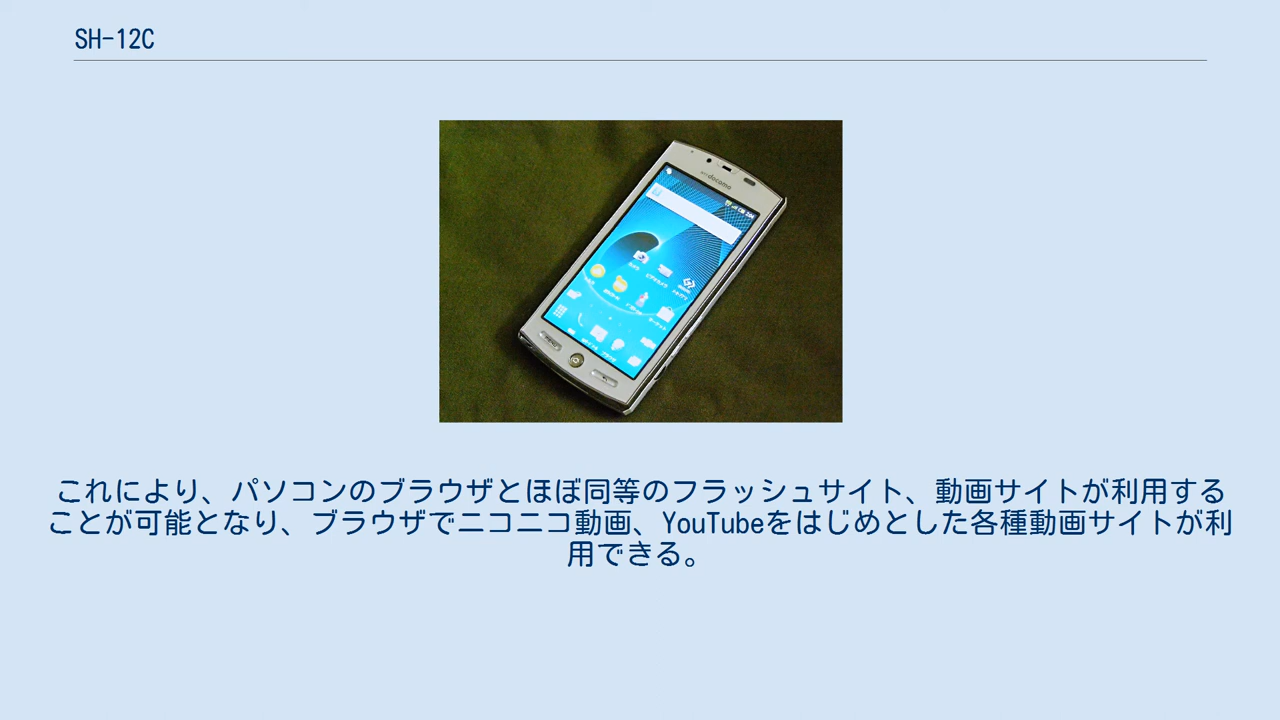 SH-12C
docomo
これにより、パソコンのブラウザとほぼ同等のフラッシュサイト、動画サイトが利用する
ことが可能となり、ブラウザでニコニコ動画、YouTubeをはじめとした各種動画サイトが利
用できる。